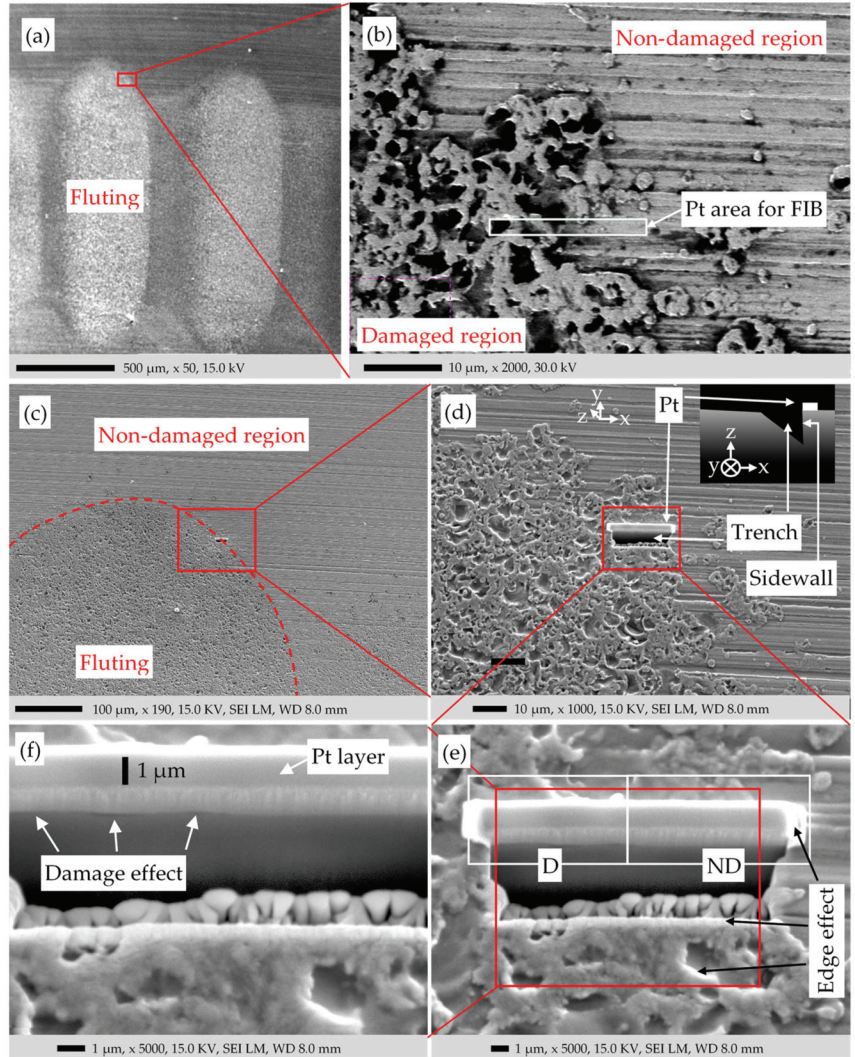 (a)
Fluting
500 µm, x 50, 15.0 kV
(b)
Non-damaged region
Pt area for FIB
Damaged region
10 µm, x 2000, 30.0 kV
(c)
Non-damaged region
Fluting
100 µm, x 190, 15.0 KV, SEI LM, WD 8.0 mm
(d)
y
z
x
Pt
z
y
x
Trench
Sidewall
10 µm, x 1000, 15.0 KV, SEI LM, WD 8.0 mm
(f)
Pt layer
1 µm
Damage effect
1 µm, x 5000, 15.0 KV, SEI LM, WD 8.0 mm
(e)
D
ND
Edge effect
1 µm, x 5000, 15.0 KV, SEI LM, WD 8.0 mm